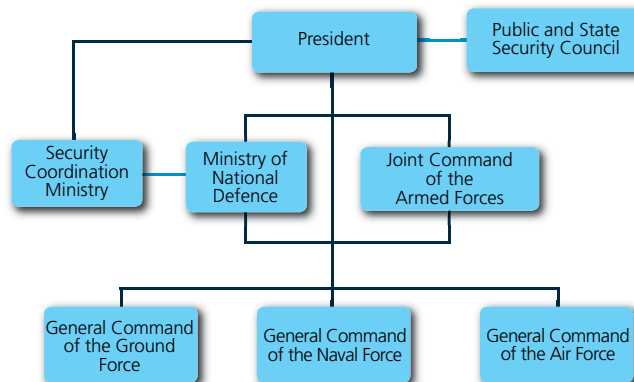 President
Public and State
Security Council
Security
Coordination
Ministry
Ministry of
National
Defence
Joint Command
of the
Armed Forces
General Command
of the Ground
Force
General Command
of the Naval Force
General Command
of the Air Force